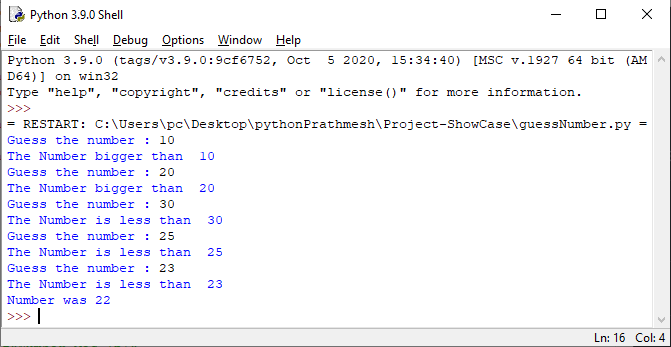 Python 3.9.0 Shell
File Edit Shell Debug Options Window Help
Python 3.9.0 (tags/v3.9.0:9cf6752, Oct  5 2020, 15:34:40) [MSC v.1927 64 bit (AM
D64)] on win32
Type "help", "copyright", "credits" or "license()" for more information.
>>>
= RESTART: C:\Users\pc\Desktop\pythonPrathmesh\Project-ShowCase\guessNumber.py =
Guess the number : 10
The Number bigger than  10
Guess the number : 20
The Number bigger than  20
Guess the number : 30
The Number is less than  30
Guess the number : 25
The Number is less than  25
Guess the number : 23
The Number is less than  23
Number was 22
>>>
Ln: 16 Col: 4